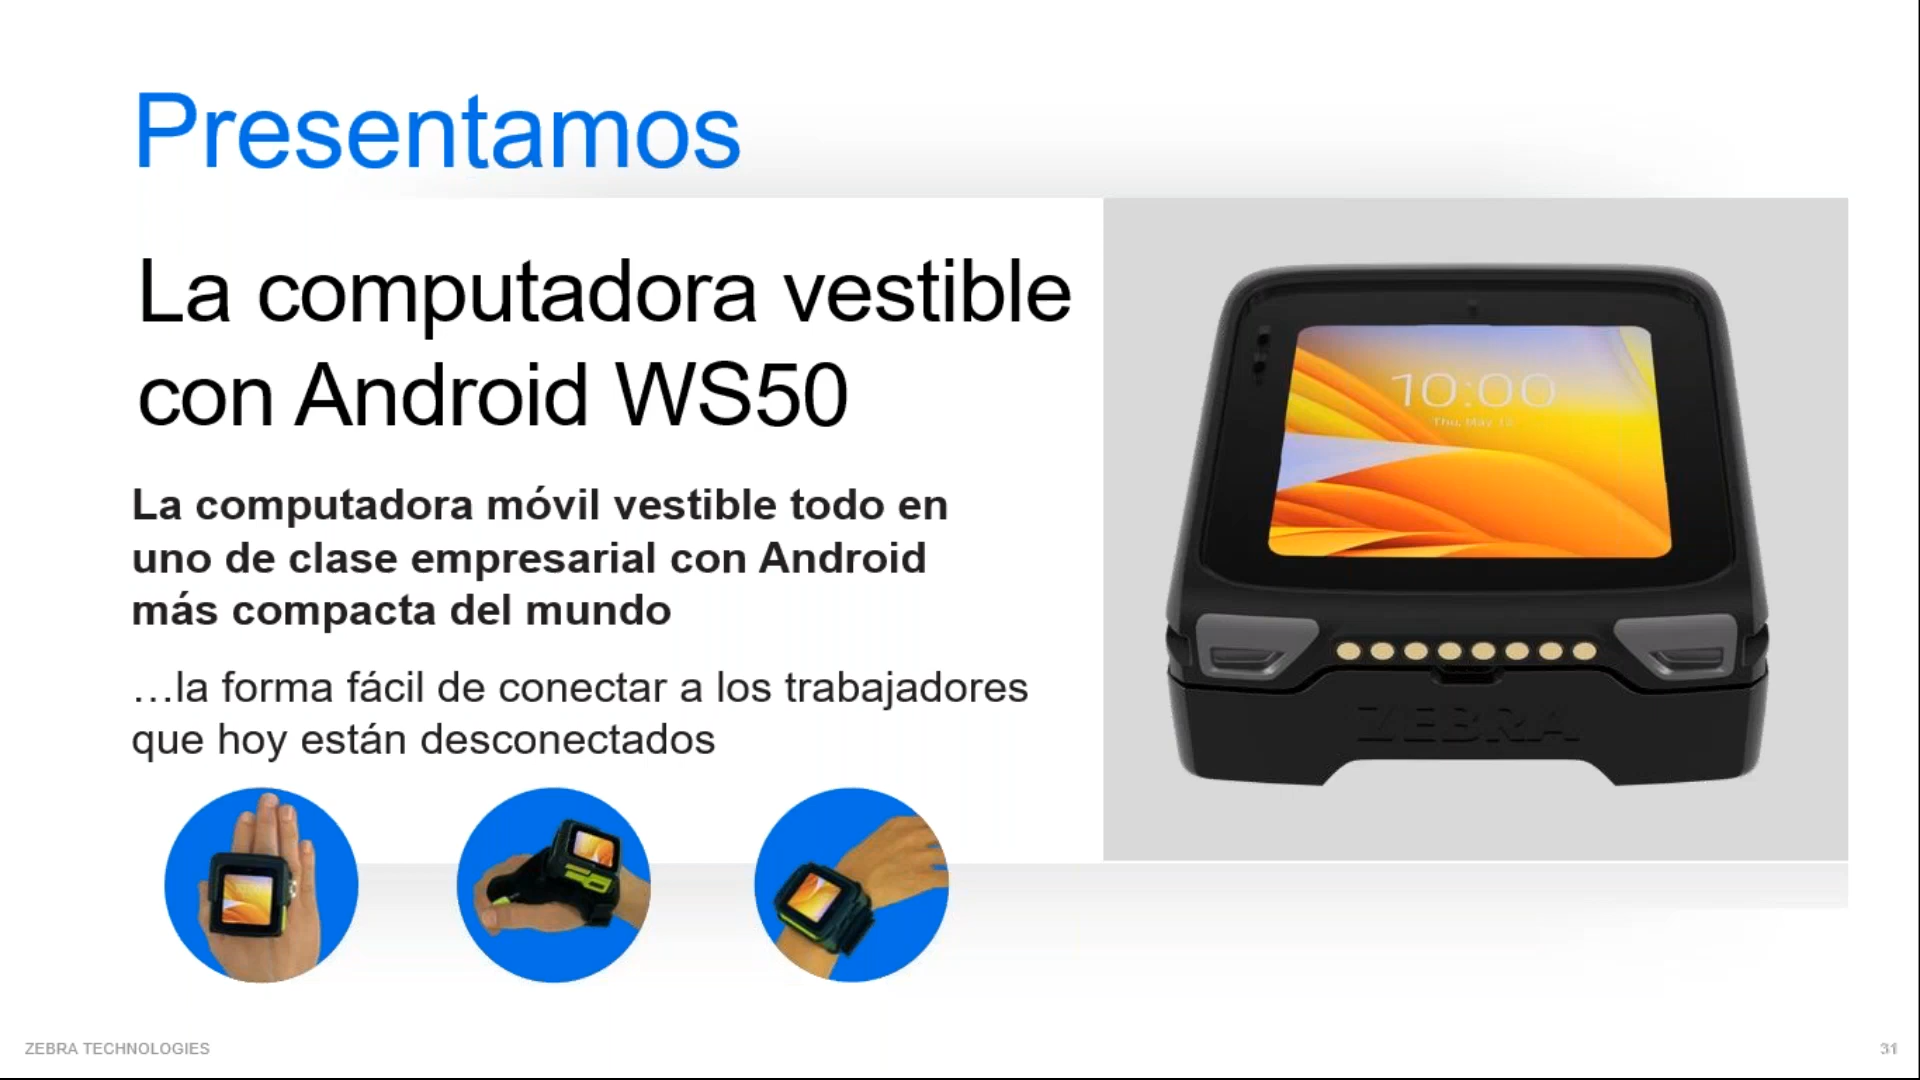 Presentamos
La computadora vestible
con Android WS50
La computadora móvil vestible todo en
uno de clase empresarial con Android
más compacta del mundo
…la forma fácil de conectar a los trabajadores
que hoy están desconectados
10:00
Thu, May 12
ZEBRA
ZEBRA TECHNOLOGIES
31